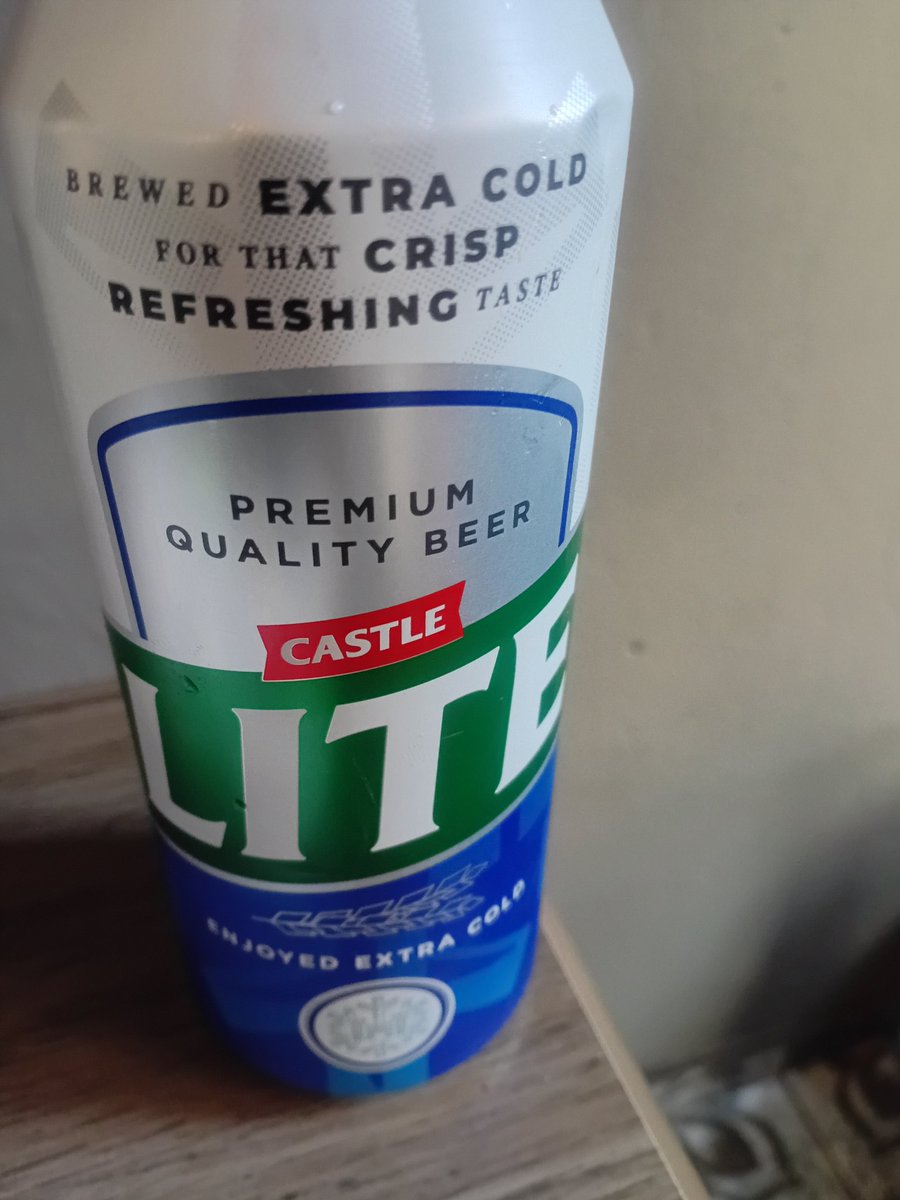 BREWED EXTRA COLD
FOR THAT CRISP
REFRESHING TASTE
PREMIUM
QUALITY BEER
CASTLE
LITE
ENJOYED EXTRA COLD